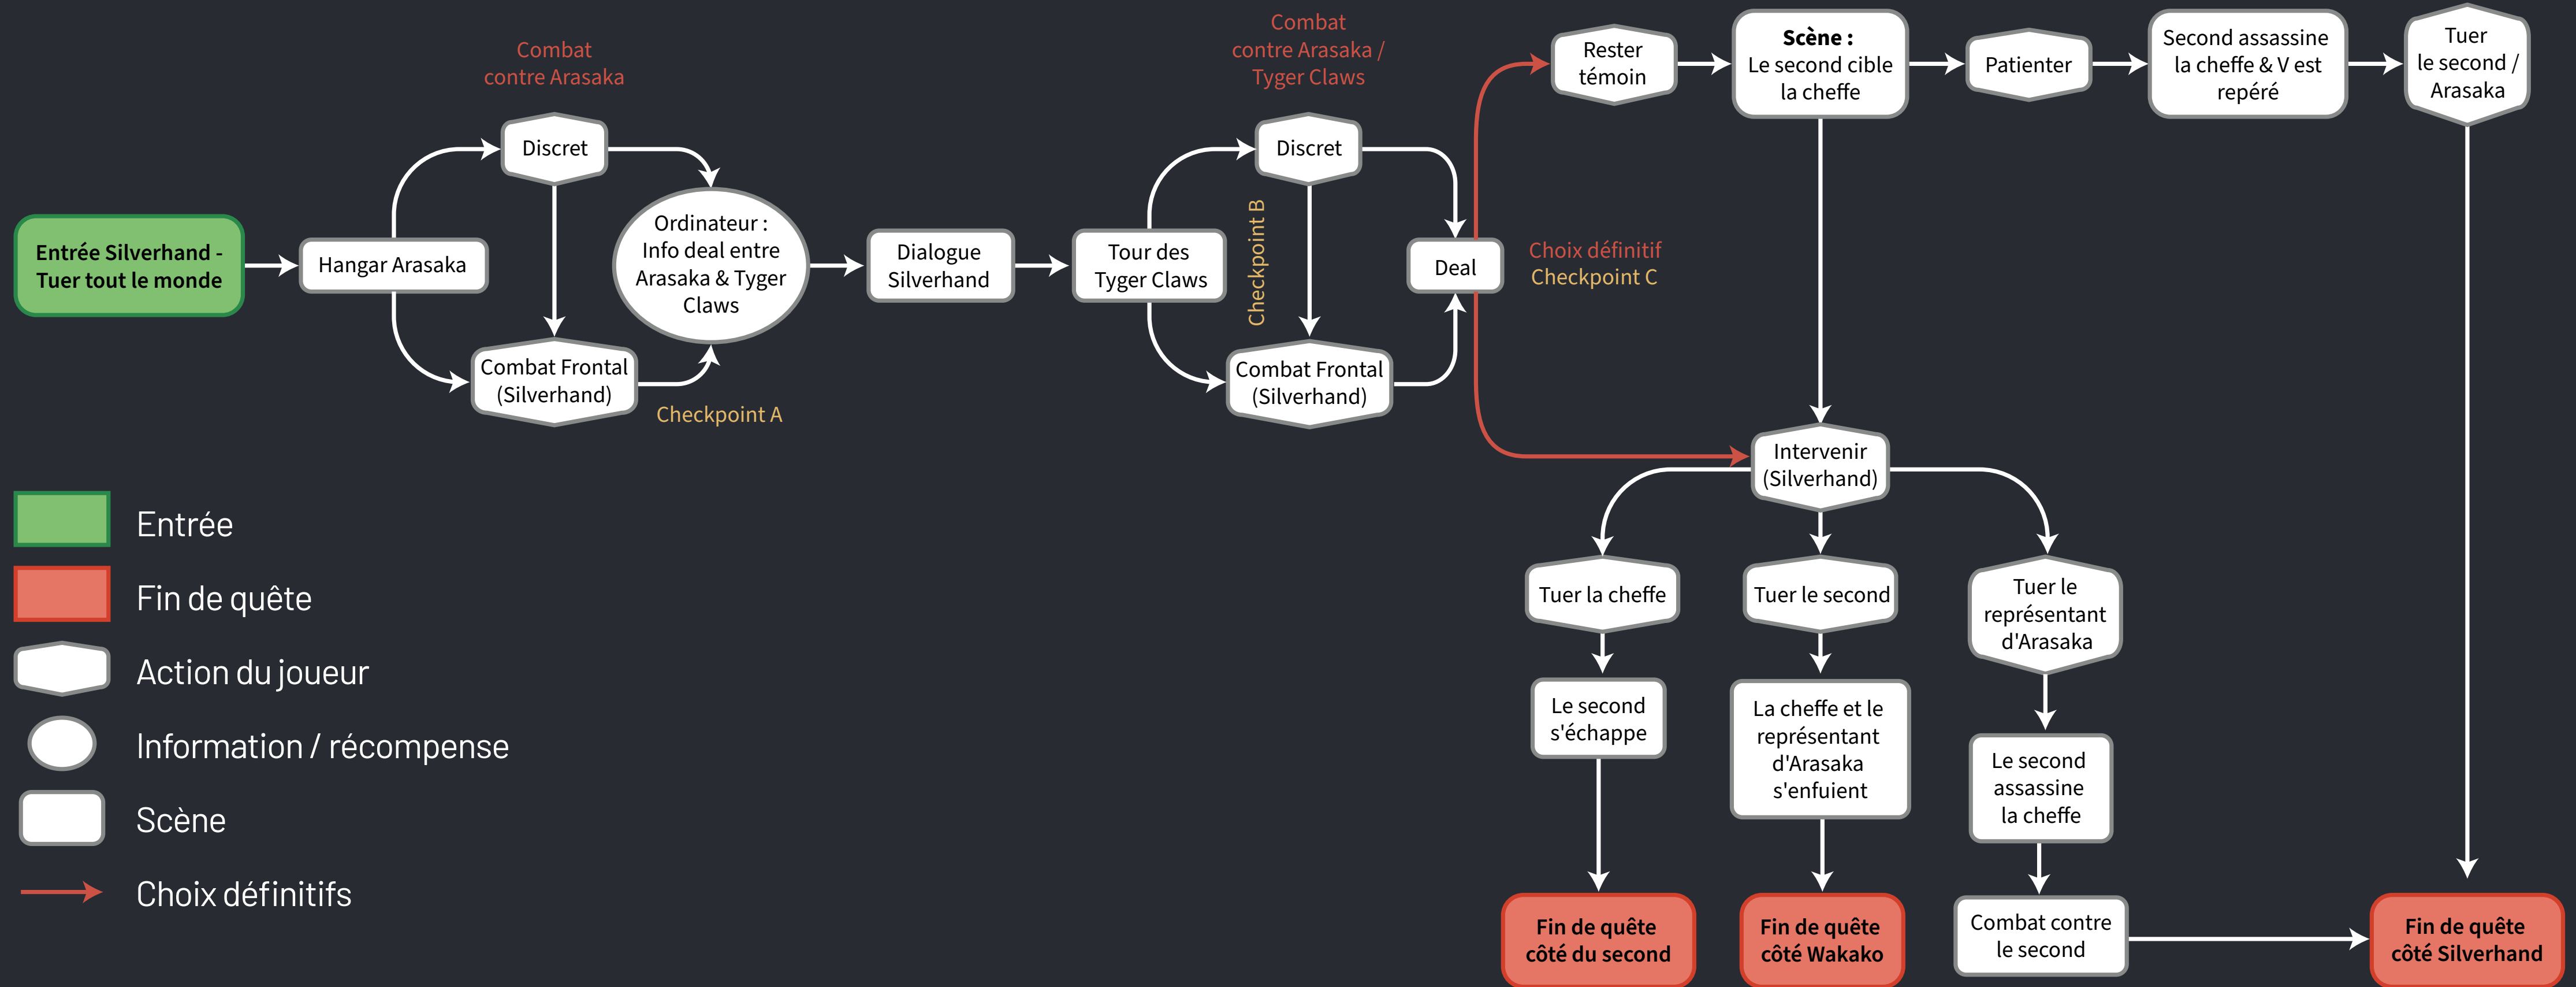 Entrée Silverhand -
Tuer tout le monde
Hangar Arasaka
Combat
contre Arasaka
Discret
Combat Frontal
(Silverhand)
Checkpoint A
Ordinateur :
Info deal entre
Arasaka & Tyger
Claws
Dialogue
Silverhand
Tour des
Tyger Claws
Combat
contre Arasaka /
Tyger Claws
Discret
Checkpoint B
Combat Frontal
(Silverhand)
Deal
Choix définitif
Checkpoint C
Rester
témoin
Scène :
Le second cible
la cheffe
Patienter
Second assassine
la cheffe & V est
repéré
Tuer
le second /
Arasaka
Intervenir
(Silverhand)
Tuer la cheffe
Tuer le second
Tuer le
représentant
d'Arasaka
Le second
s'échappe
La cheffe et le
représentant
d'Arasaka
s'enfuient
Le second
assassine
la cheffe
Combat contre
le second
Fin de quête
côté du second
Fin de quête
côté Wakako
Fin de quête
côté Silverhand
Entrée
Fin de quête
Action du joueur
Information / récompense
Scène
Choix définitifs